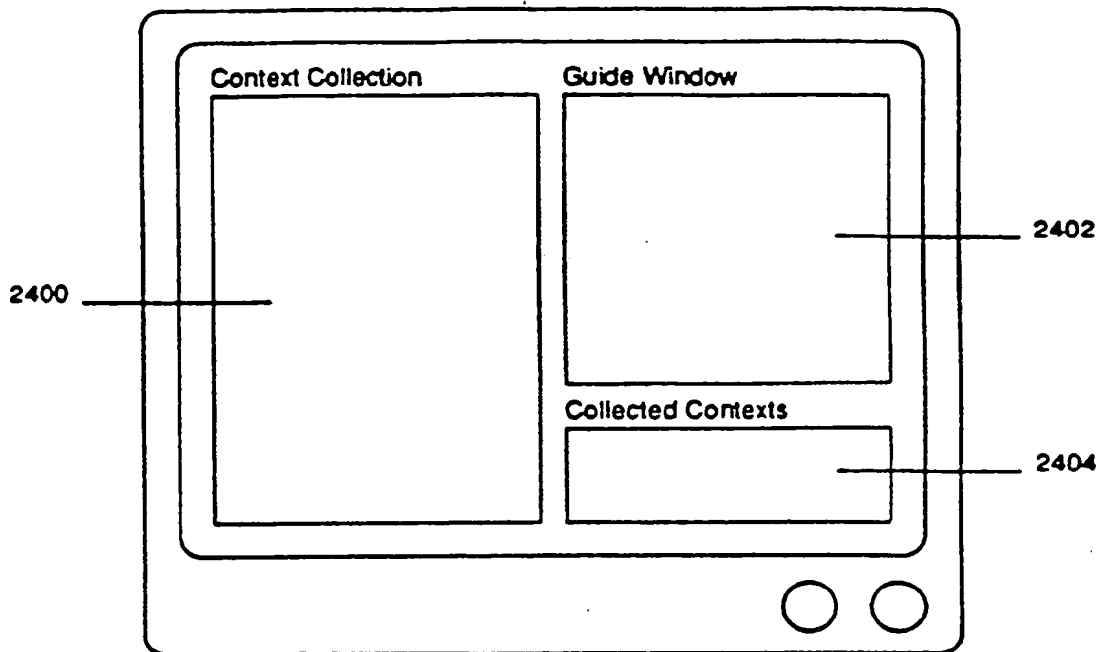 Context Collection
Guide Window
2402
2400
Collected Contexts
2404